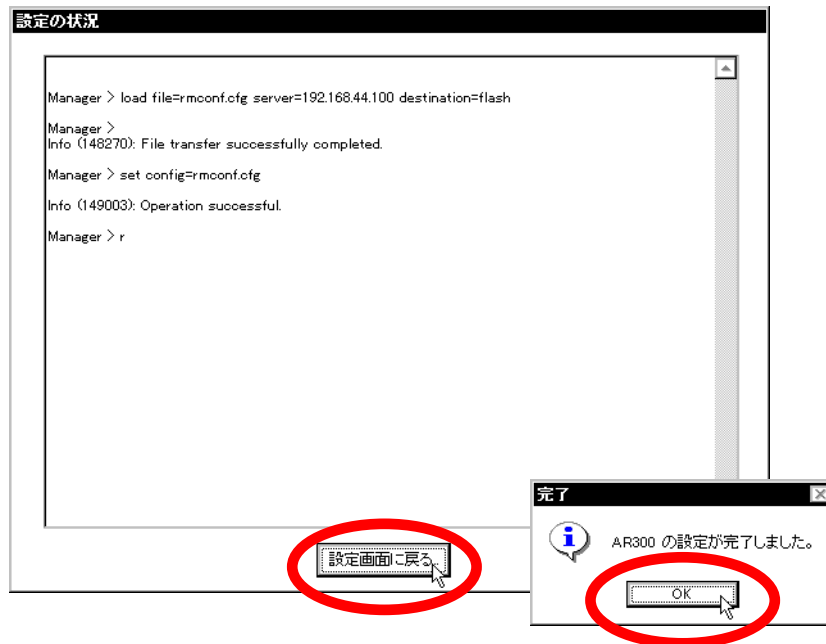 設定の状況
Manager > load file=rmconf.cfg server=192.168.44.100 destination=flash
Manager >
Info (148270): File transfer successfully completed.
Manager > set config=rmconf.cfg
Info (149003): Operation successful.
Manager > r
完了
AR300 の設定が完了しました。
設定画面に戻る
OK